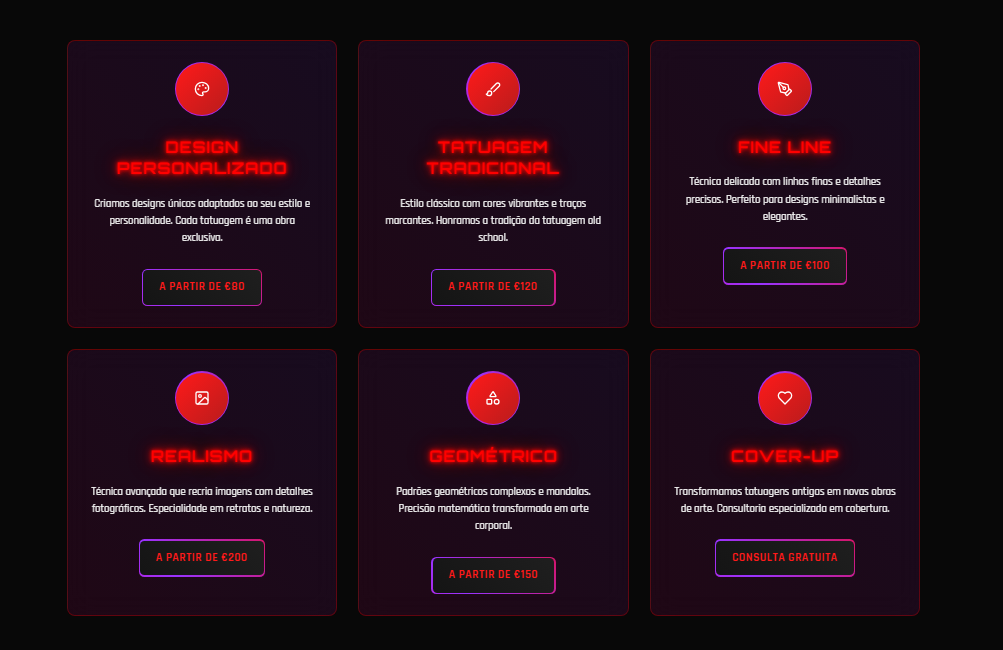 DESIGN
PERSONALIZADO
Criamos designs únicos adaptados ao seu estilo e
personalidade. Cada tatuagem é uma obra
exclusiva.
A PARTIR DE €80
TATUAGEM
TRADICIONAL
Estilo clássico com cores vibrantes e traços
marcantes. Honramos a tradição da tatuagem old
school.
A PARTIR DE €120
FINE LINE
Técnica delicada com linhas finas e detalhes
precisos. Perfeito para designs minimalistas e
elegantes.
A PARTIR DE €100
REALISMO
Técnica avançada que recria imagens com detalhes
fotográficos. Especialidade em retratos e natureza.
A PARTIR DE €200
GEOMÉTRICO
Padrões geométricos complexos e mandalas.
Precisão matemática transformada em arte
corporal.
A PARTIR DE €150
COVER-UP
Transformamos tatuagens antigas em novas obras
de arte. Consultoria especializada em cobertura.
CONSULTA GRATUITA